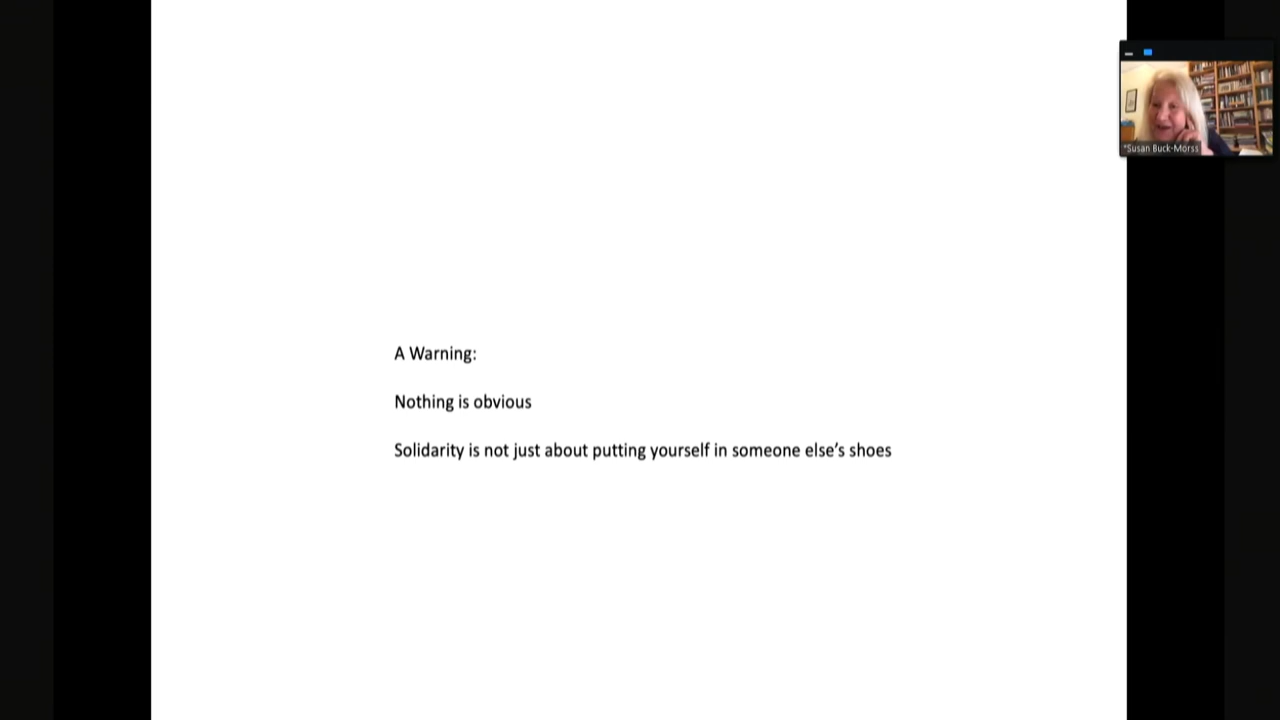 A Warning:
Nothing is obvious
Solidarity is not just about putting yourself in someone else's shoes
*Susan Buck-Morss